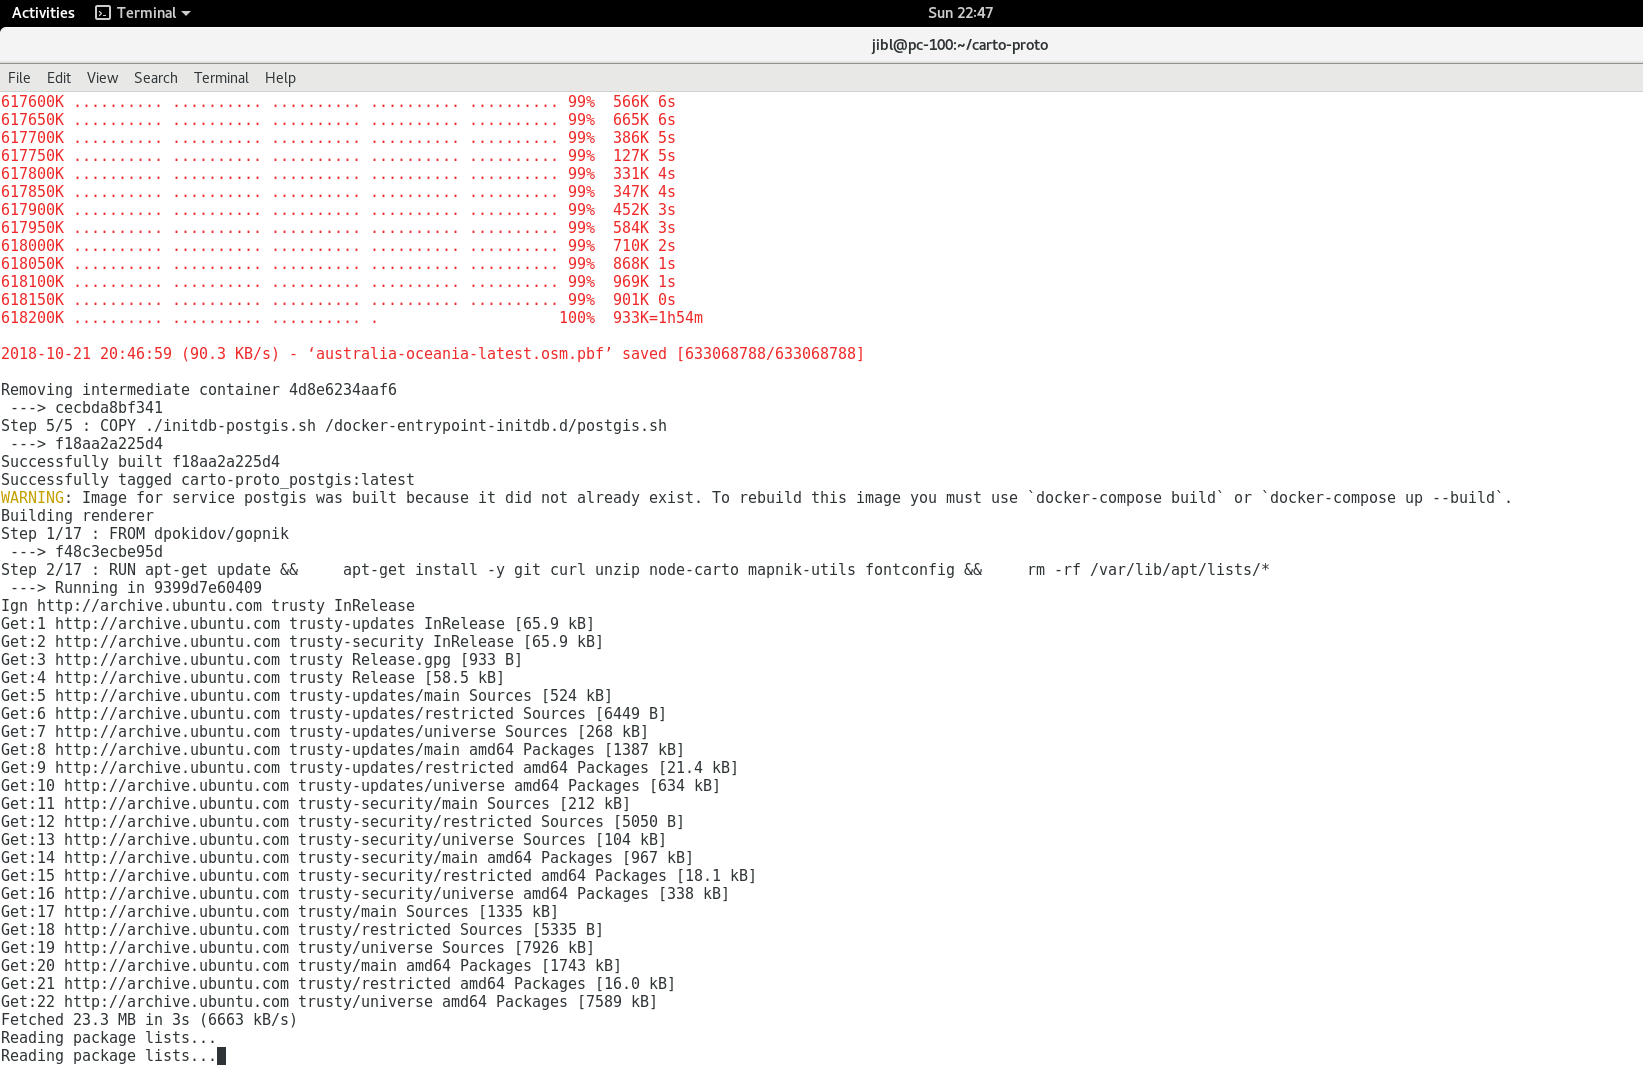 Activities Terminal Sun 22:47
jibl@pc-100:~/carto-proto
File Edit View Search Terminal Help
617600K .......... .......... .......... .......... .......... 99%  566K 6s
617650K .......... .......... .......... .......... .......... 99%  665K 6s
617700K .......... .......... .......... .......... .......... 99%  386K 5s
617750K .......... .......... .......... .......... .......... 99%  127K 5s
617800K .......... .......... .......... .......... .......... 99%  331K 4s
617850K .......... .......... .......... .......... .......... 99%  347K 4s
617900K .......... .......... .......... .......... .......... 99%  452K 3s
617950K .......... .......... .......... .......... .......... 99%  584K 3s
618000K .......... .......... .......... .......... .......... 99%  710K 2s
618050K .......... .......... .......... .......... .......... 99%  868K 1s
618100K .......... .......... .......... .......... .......... 99%  969K 1s
618150K .......... .......... .......... .......... .......... 99%  901K 0s
618200K .......... .......... .......... .                    100%  933K=1h54m
2018-10-21 20:46:59 (90.3 KB/s) - ‘australia-oceania-latest.osm.pbf’ saved [633068788/633068788]
Removing intermediate container 4d8e6234aaf6
 ---> cecbda8bf341
Step 5/5 : COPY ./initdb-postgis.sh /docker-entrypoint-initdb.d/postgis.sh
 ---> f18aa2a225d4
Successfully built f18aa2a225d4
Successfully tagged carto-proto_postgis:latest
WARNING: Image for service postgis was built because it did not already exist. To rebuild this image you must use `docker-compose build` or `docker-compose up --build`.
Building renderer
Step 1/17 : FROM dpokidov/gopnik
 ---> f48c3ecbe95d
Step 2/17 : RUN apt-get update &&     apt-get install -y git curl unzip node-carto mapnik-utils fontconfig &&     rm -rf /var/lib/apt/lists/*
 ---> Running in 9399d7e60409
Ign http://archive.ubuntu.com trusty InRelease
Get:1 http://archive.ubuntu.com trusty-updates InRelease [65.9 kB]
Get:2 http://archive.ubuntu.com trusty-security InRelease [65.9 kB]
Get:3 http://archive.ubuntu.com trusty Release.gpg [933 B]
Get:4 http://archive.ubuntu.com trusty Release [58.5 kB]
Get:5 http://archive.ubuntu.com trusty-updates/main Sources [524 kB]
Get:6 http://archive.ubuntu.com trusty-updates/restricted Sources [6449 B]
Get:7 http://archive.ubuntu.com trusty-updates/universe Sources [268 kB]
Get:8 http://archive.ubuntu.com trusty-updates/main amd64 Packages [1387 kB]
Get:9 http://archive.ubuntu.com trusty-updates/restricted amd64 Packages [21.4 kB]
Get:10 http://archive.ubuntu.com trusty-updates/universe amd64 Packages [634 kB]
Get:11 http://archive.ubuntu.com trusty-security/main Sources [212 kB]
Get:12 http://archive.ubuntu.com trusty-security/restricted Sources [5050 B]
Get:13 http://archive.ubuntu.com trusty-security/universe Sources [104 kB]
Get:14 http://archive.ubuntu.com trusty-security/main amd64 Packages [967 kB]
Get:15 http://archive.ubuntu.com trusty-security/restricted amd64 Packages [18.1 kB]
Get:16 http://archive.ubuntu.com trusty-security/universe amd64 Packages [338 kB]
Get:17 http://archive.ubuntu.com trusty/main Sources [1335 kB]
Get:18 http://archive.ubuntu.com trusty/restricted Sources [5335 B]
Get:19 http://archive.ubuntu.com trusty/universe Sources [7926 kB]
Get:20 http://archive.ubuntu.com trusty/main amd64 Packages [1743 kB]
Get:21 http://archive.ubuntu.com trusty/restricted amd64 Packages [16.0 kB]
Get:22 http://archive.ubuntu.com trusty/universe amd64 Packages [7589 kB]
Fetched 23.3 MB in 3s (6663 kB/s)
Reading package lists...
Reading package lists...